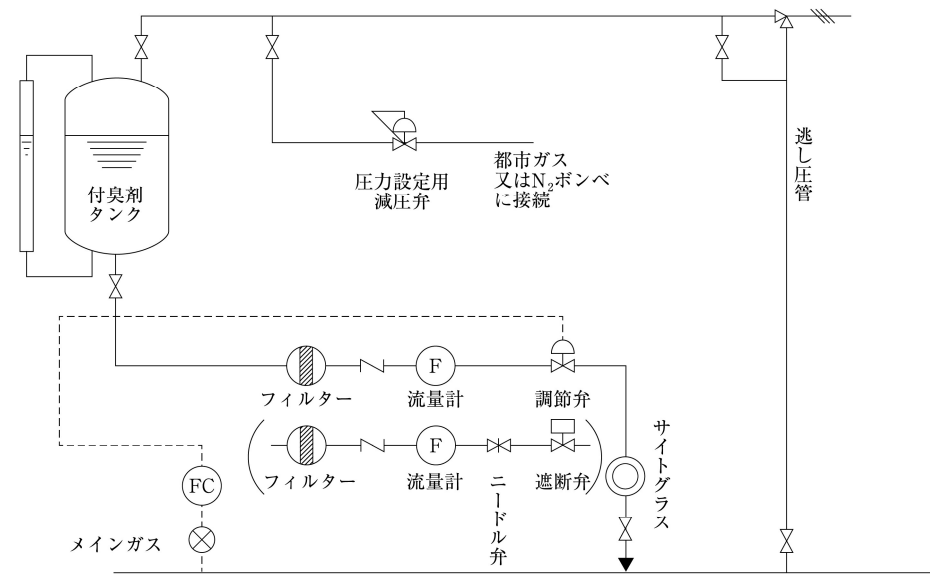 逃し圧管
都市ガス
又はN₂ボンベ
に接続
圧力設定用
減圧弁
付臭剤
タンク
F
フィルター
流量計
調節弁
F
フィルター
流量計
ニードル弁
遮断弁
サイトグラス
FC
メインガス